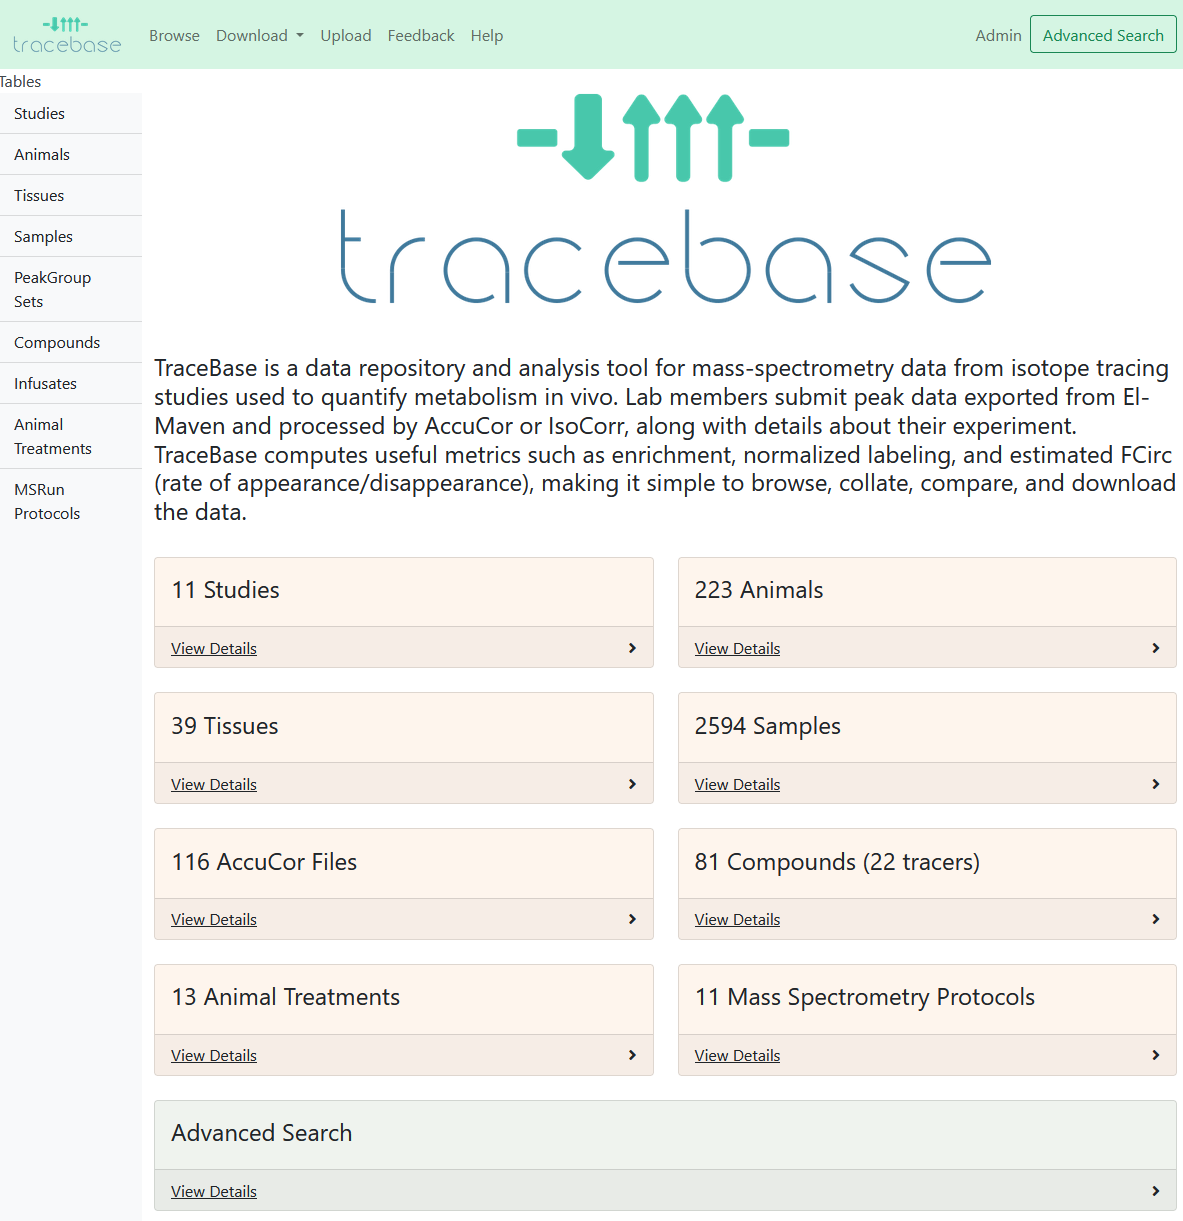 tracebase
Browse Download Upload Feedback Help Admin Advanced Search
Tables
Studies
Animals
Tissues
Samples
PeakGroup
Sets
Compounds
Infusates
Animal
Treatments
MSRun
Protocols
tracebase
TraceBase is a data repository and analysis tool for mass-spectrometry data from isotope tracing
studies used to quantify metabolism in vivo. Lab members submit peak data exported from El-
Maven and processed by AccuCor or IsoCorr, along with details about their experiment.
TraceBase computes useful metrics such as enrichment, normalized labeling, and estimated FCirc
(rate of appearance/disappearance), making it simple to browse, collate, compare, and download
the data.
11 Studies
View Details
223 Animals
View Details
39 Tissues
View Details
2594 Samples
View Details
116 AccuCor Files
View Details
81 Compounds (22 tracers)
View Details
13 Animal Treatments
View Details
11 Mass Spectrometry Protocols
View Details
Advanced Search
View Details